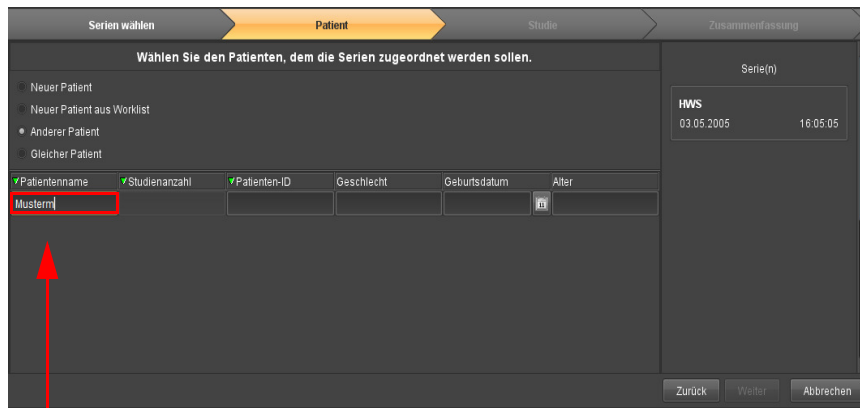 Serien wählen Patient Studie Zusammenfassung
Wählen Sie den Patienten, dem die Serien zugeordnet werden sollen.
Neuer Patient
Neuer Patient aus Worklist
Anderer Patient
Gleicher Patient
Patientenname Studienanzahl Patienten-ID Geschlecht Geburtsdatum Alter
Musterm
Serie(n)
HWS
03.05.2005 16:05:05
Zurück Weiter Abbrechen